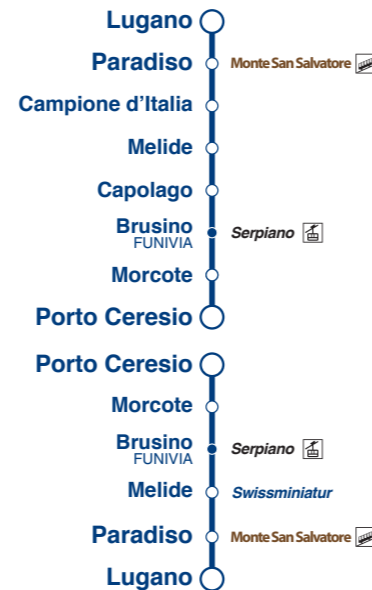 Lugano
Paradiso Monte San Salvatore
Campione d'Italia
Melide
Capolago
Brusino Serpiano
FUNIVIA
Morcote
Porto Ceresio
Porto Ceresio
Morcote
Brusino Serpiano
FUNIVIA
Melide Swissminiatur
Paradiso Monte San Salvatore
Lugano